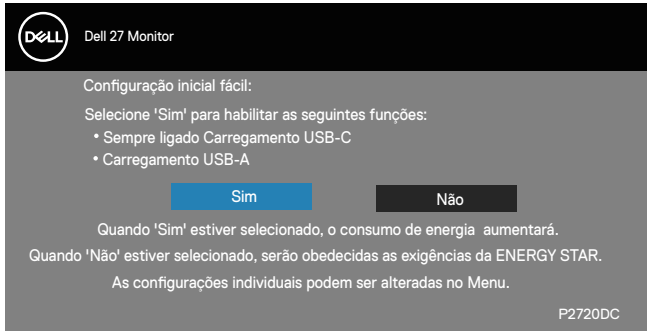 DELL
Dell 27 Monitor
Configuração inicial fácil:
Selecione 'Sim' para habilitar as seguintes funções:
• Sempre ligado Carregamento USB-C
• Carregamento USB-A
Sim Não
Quando 'Sim' estiver selecionado, o consumo de energia aumentará.
Quando 'Não' estiver selecionado, serão obedecidas as exigências da ENERGY STAR.
As configurações individuais podem ser alteradas no Menu.
P2720DC